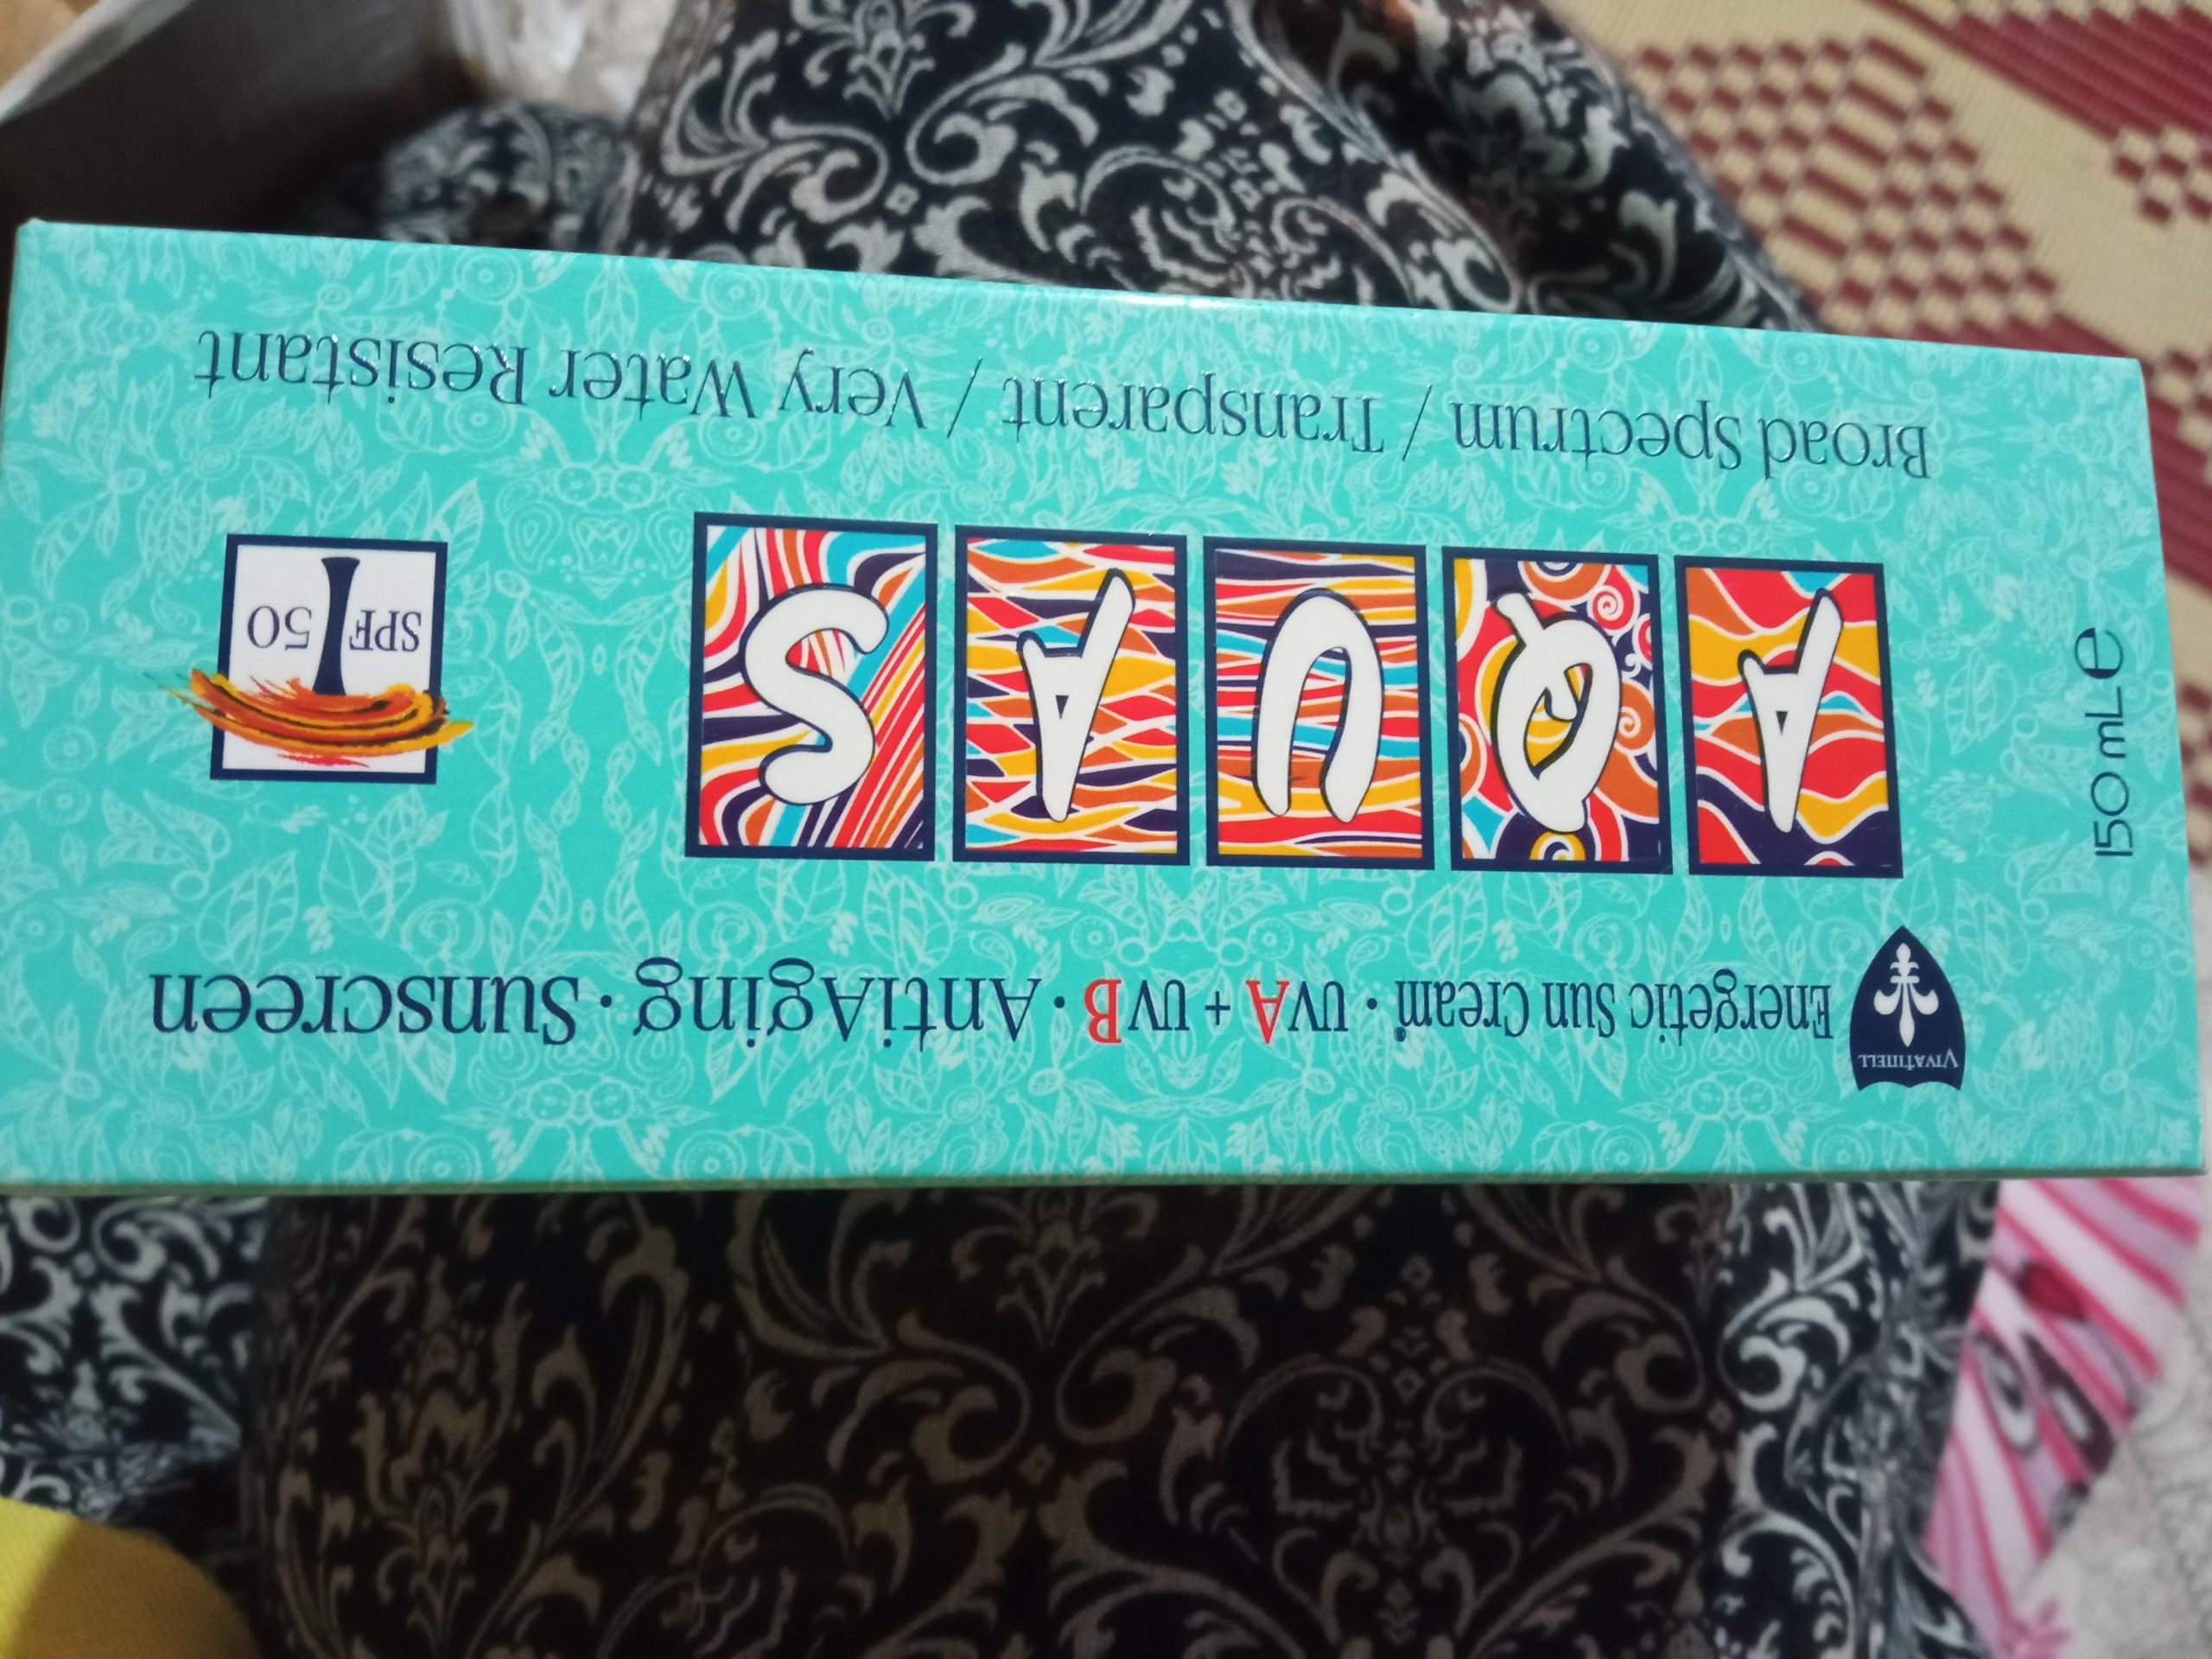 VIVATINELL
Energetic Sun Cream · UVA + UVB · AntiAging · Sunscreen
AQUAS
SPF 50
Broad Spectrum / Transparent / Very Water Resistant
150 mL e